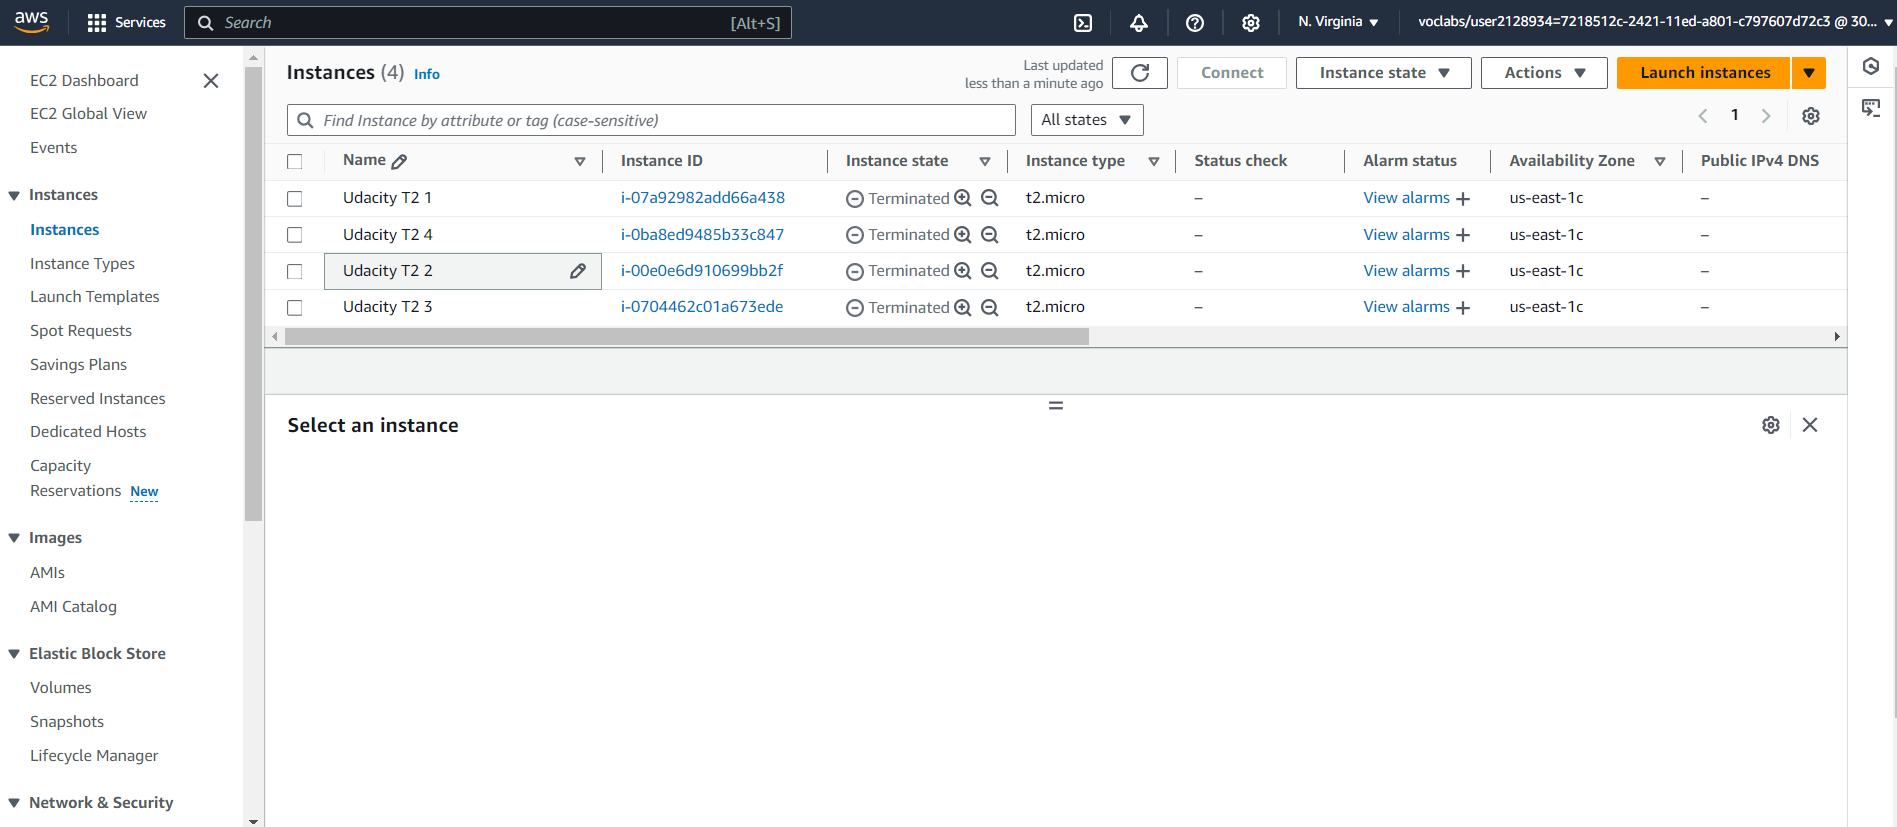 aws
Services
Search
[Alt+S]
N. Virginia
voclabs/user2128934=7218512c-2421-11ed-a801-c797607d72c3 @ 30...
EC2 Dashboard
EC2 Global View
Events
Instances
Instances
Instance Types
Launch Templates
Spot Requests
Savings Plans
Reserved Instances
Dedicated Hosts
Capacity
Reservations New
Images
AMIs
AMI Catalog
Elastic Block Store
Volumes
Snapshots
Lifecycle Manager
Network & Security
Instances (4) Info
Last updated
less than a minute ago
Connect
Instance state
Actions
Launch instances
Find Instance by attribute or tag (case-sensitive)
All states
1
Name Instance ID Instance state Instance type Status check Alarm status Availability Zone Public IPv4 DNS
Udacity T2 1 i-07a92982add66a438 Terminated t2.micro – View alarms + us-east-1c –
Udacity T2 4 i-0ba8ed9485b33c847 Terminated t2.micro – View alarms + us-east-1c –
Udacity T2 2 i-00e0e6d910699bb2f Terminated t2.micro – View alarms + us-east-1c –
Udacity T2 3 i-0704462c01a673ede Terminated t2.micro – View alarms + us-east-1c –
Select an instance